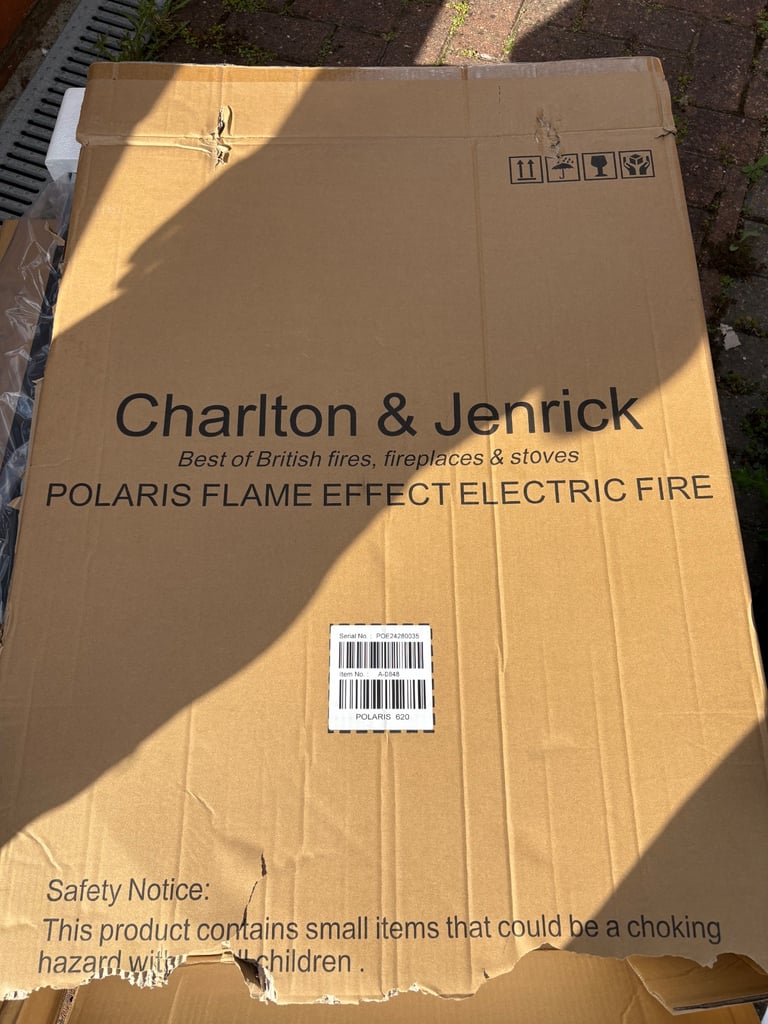 Charlton & Jenrick
Best of British fires, fireplaces & stoves
POLARIS FLAME EFFECT ELECTRIC FIRE
Serial No. : POE24280035
Item No. : A-0848
POLARIS 620
Safety Notice:
This product contains small items that could be a choking
hazard children .